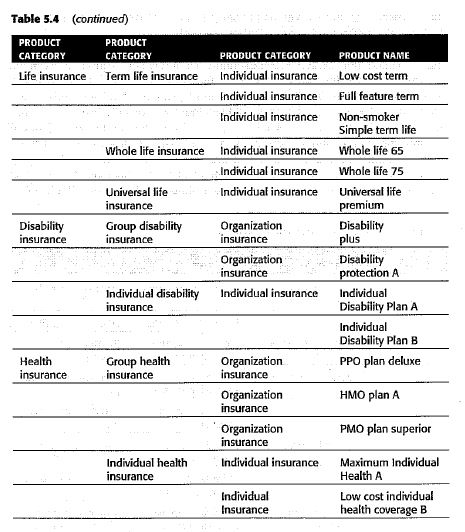 Table 5.4 (continued)
PRODUCT PRODUCT
CATEGORY CATEGORY PRODUCT CATEGORY PRODUCT NAME
Life insurance Term life insurance Individual insurance Low cost term
Individual insurance Full feature term
Individual insurance Non-smoker
Simple term life
Whole life insurance Individual insurance Whole life 65
Individual insurance Whole life 75
Universal life Individual insurance Universal life
insurance premium
Disability Group disability Organization Disability
insurance insurance insurance plus
Organization Disability
insurance protection A
Individual disability Individual insurance Individual
insurance Disability Plan A
Individual
Disability Plan B
Health Group health Organization PPO plan deluxe
insurance insurance insurance
Organization HMO plan A
insurance
Organization PMO plan superior
insurance
Individual health Individual insurance Maximum Individual
insurance Health A
Individual Low cost individual
Insurance health coverage B